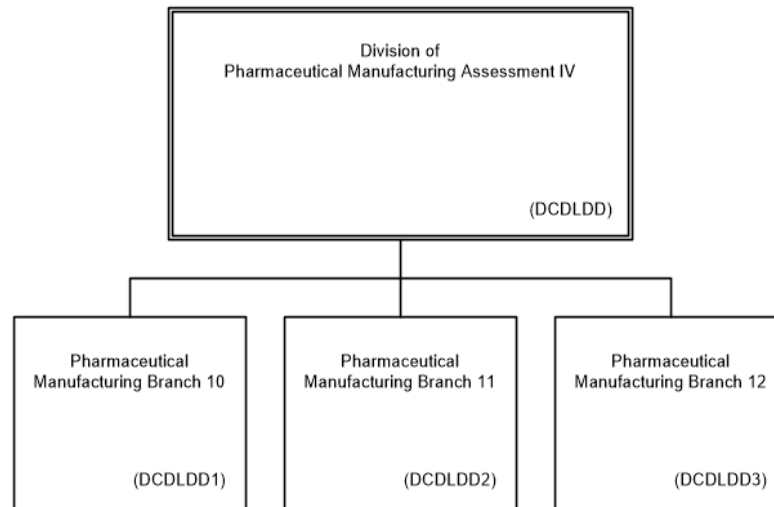 Division of
Pharmaceutical Manufacturing Assessment IV
(DCDLDD)
Pharmaceutical
Manufacturing Branch 10
(DCDLDD1)
Pharmaceutical
Manufacturing Branch 11
(DCDLDD2)
Pharmaceutical
Manufacturing Branch 12
(DCDLDD3)